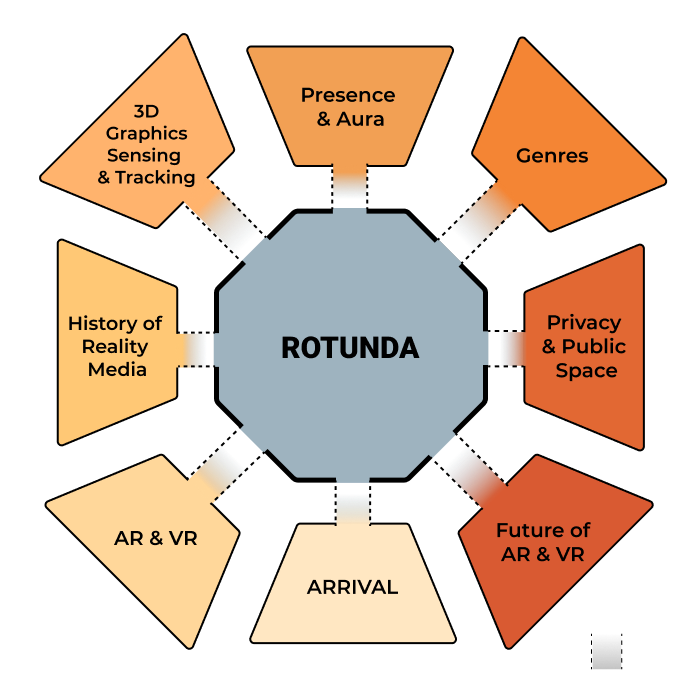 3D
Graphics
Sensing
& Tracking
Presence
& Aura
Genres
History of
Reality
Media
ROTUNDA
Privacy
& Public
Space
AR & VR
ARRIVAL
Future of
AR & VR